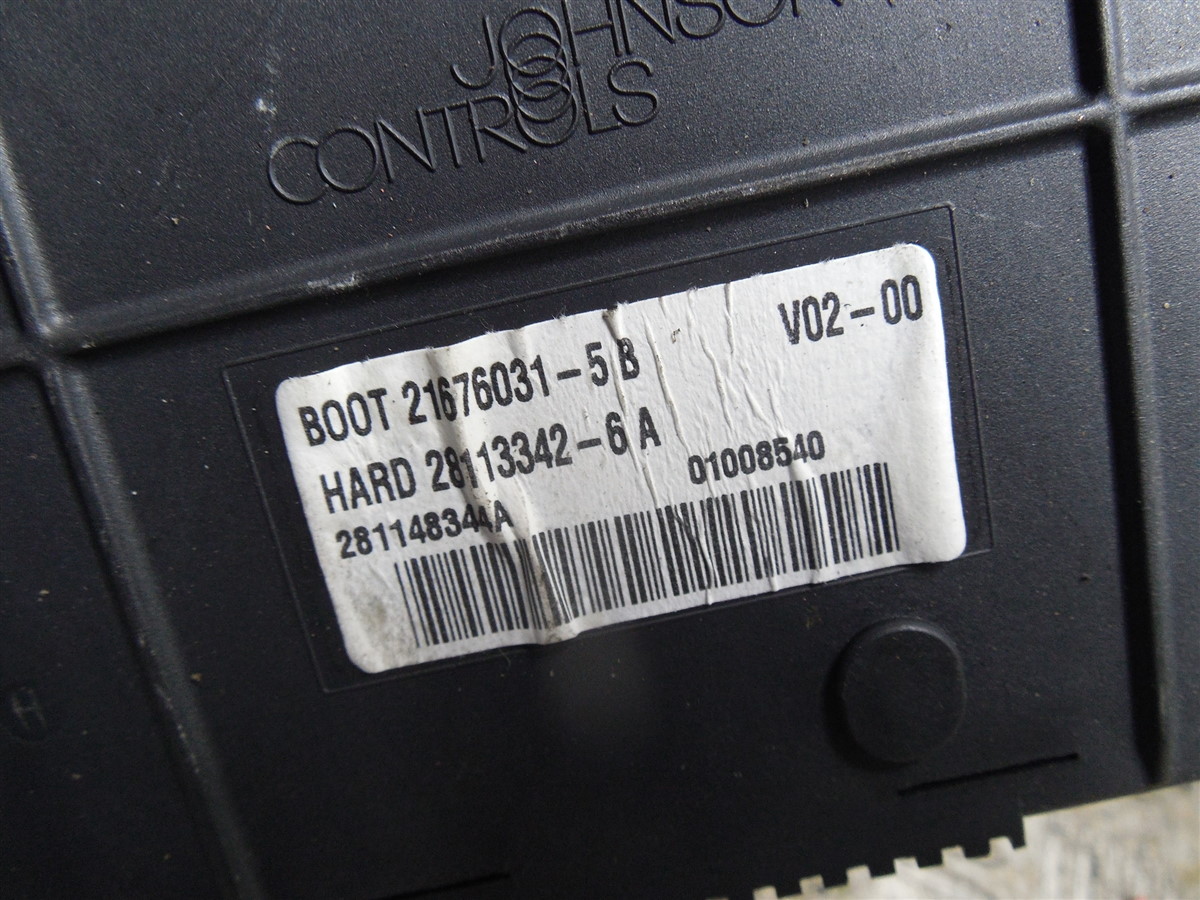 JOHNSON
CONTROLS
BOOT 21676031-5 B
V02-00
HARD 28113342-6 A
01008540
281148344A
H